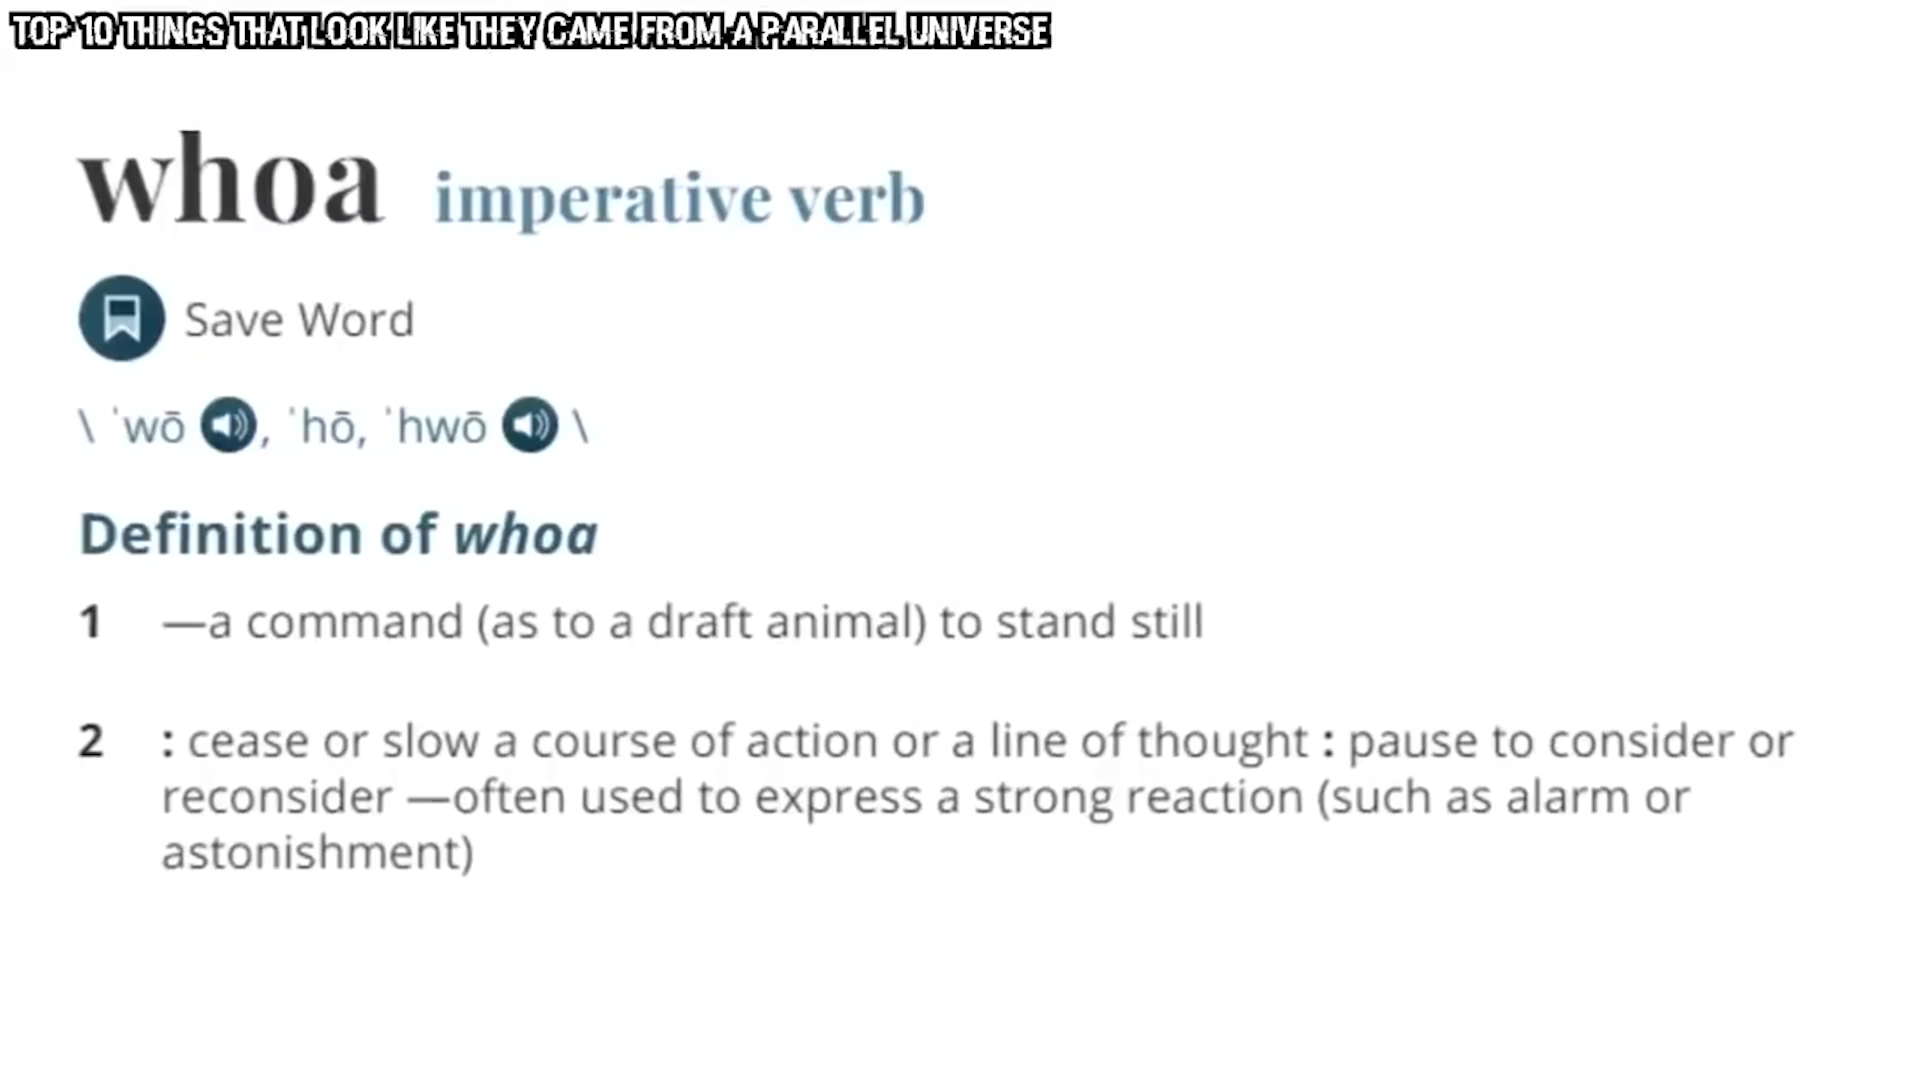 TOP 10 THINGS THAT LOOK LIKE THEY CAME FROM A PARALLEL UNIVERSE
whoa imperative verb
Save Word
\ ˈwō , ˈhō, ˈhwō \
Definition of whoa
1 —a command (as to a draft animal) to stand still
2 : cease or slow a course of action or a line of thought : pause to consider or
reconsider —often used to express a strong reaction (such as alarm or
astonishment)